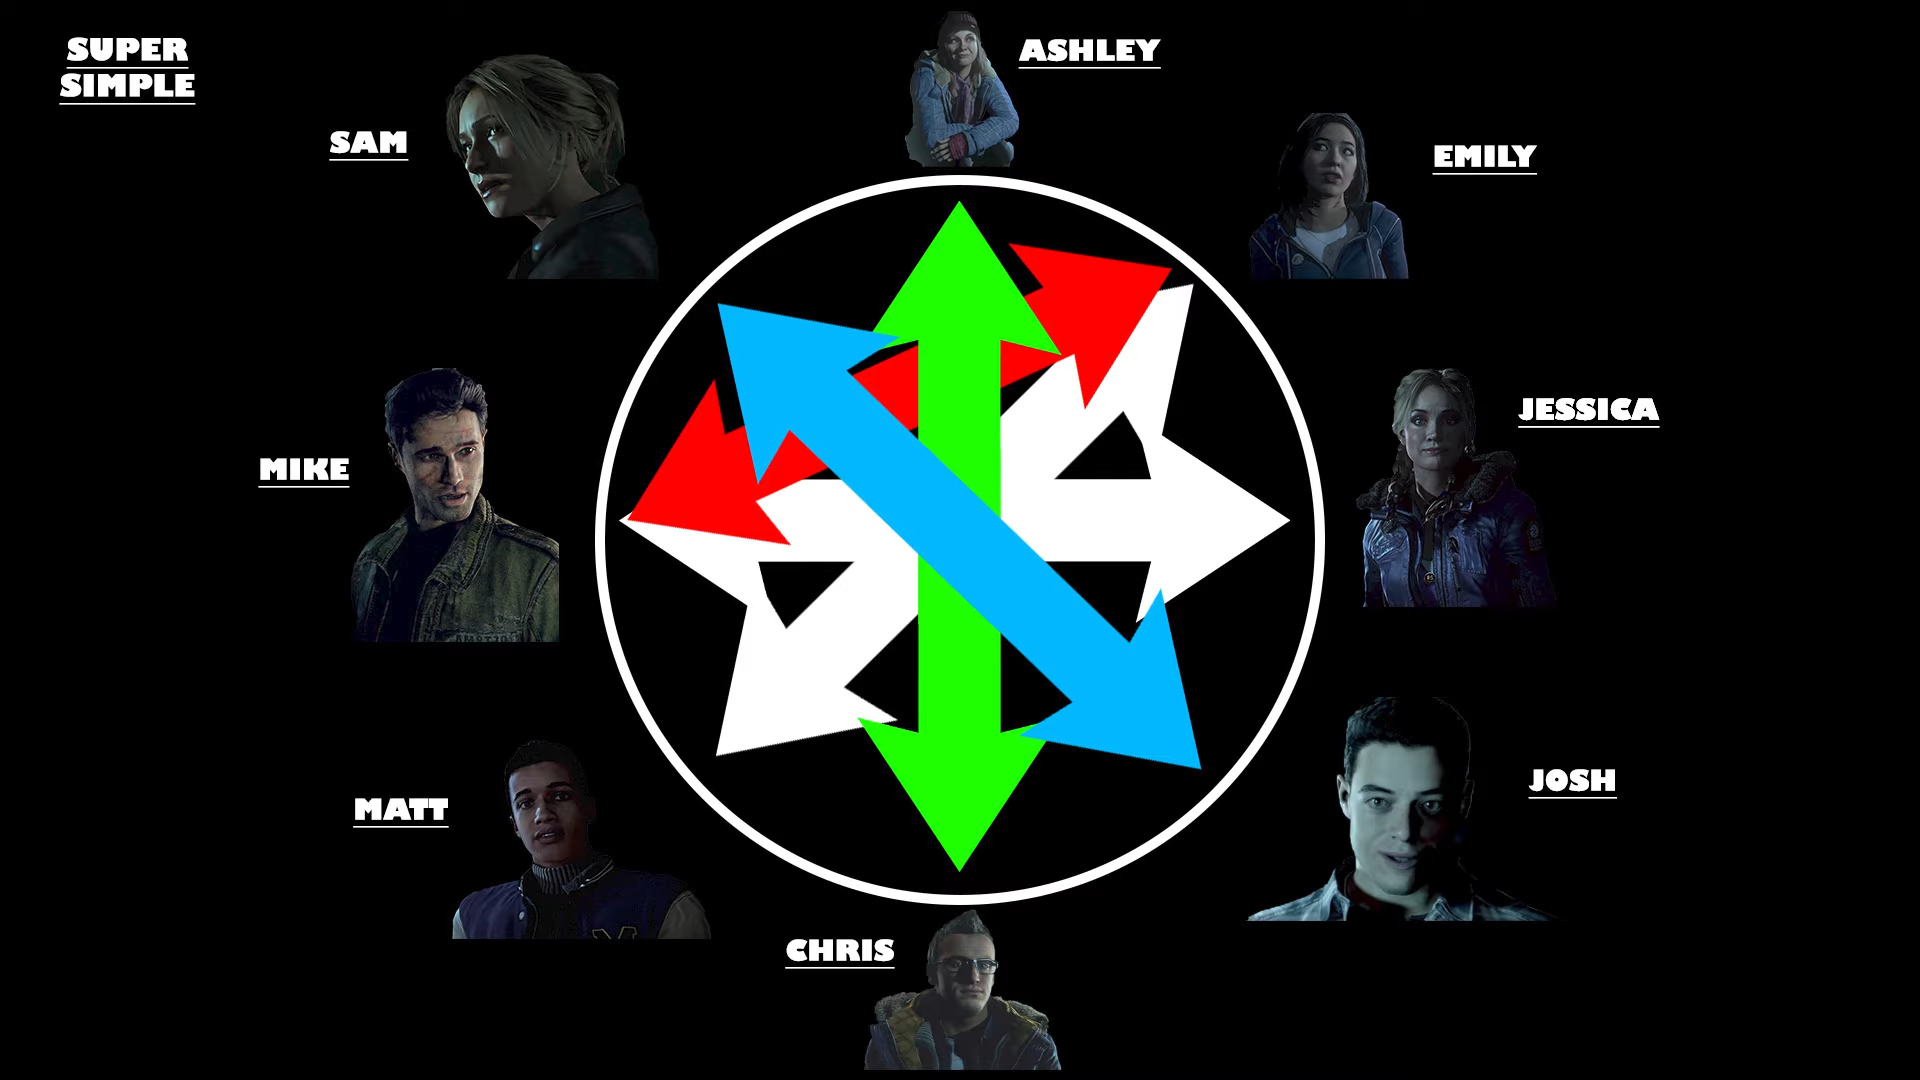 SUPER
SIMPLE
ASHLEY
SAM
EMILY
JESSICA
MIKE
JOSH
MATT
CHRIS